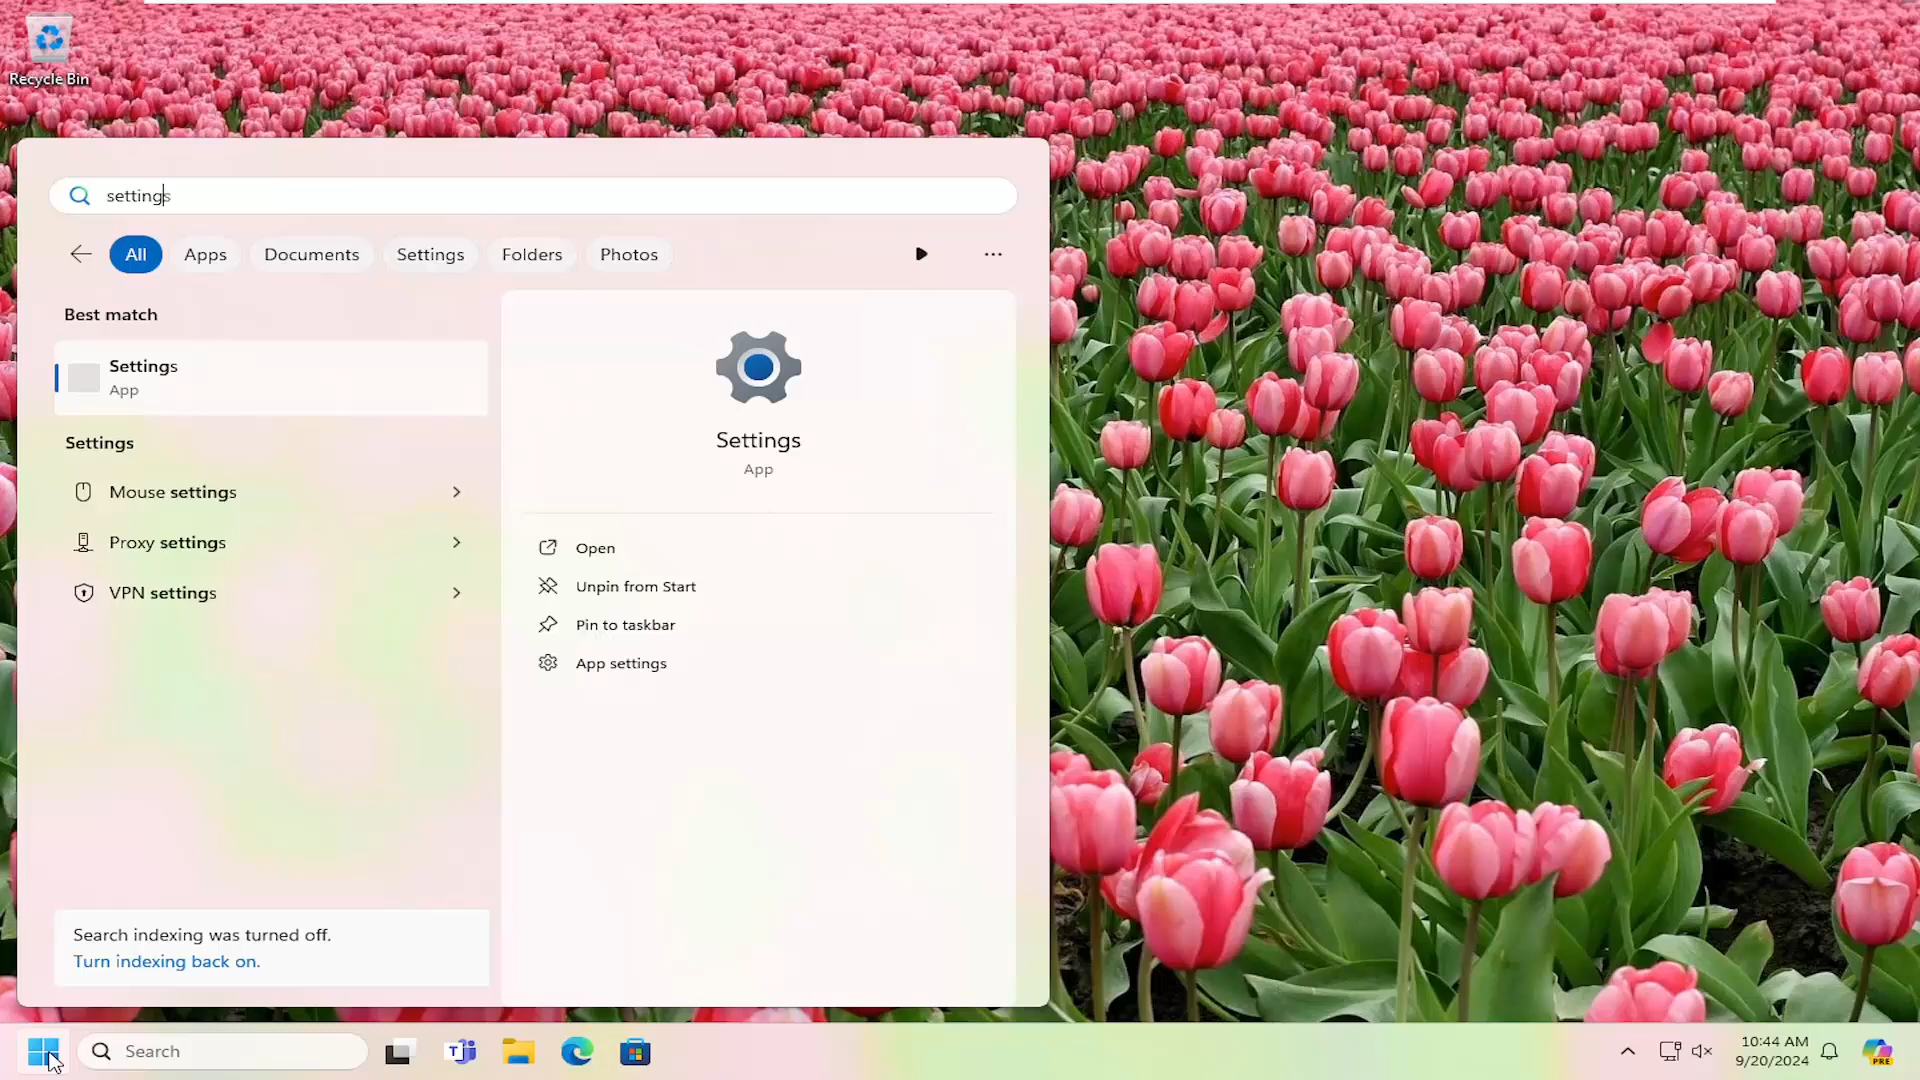 Recycle Bin
settings
All
Apps
Documents
Settings
Folders
Photos
Best match
Settings
App
Settings
Mouse settings
Proxy settings
VPN settings
Settings
App
Open
Unpin from Start
Pin to taskbar
App settings
Search indexing was turned off.
Turn indexing back on.
Search
T
10:44 AM
9/20/2024
PRE